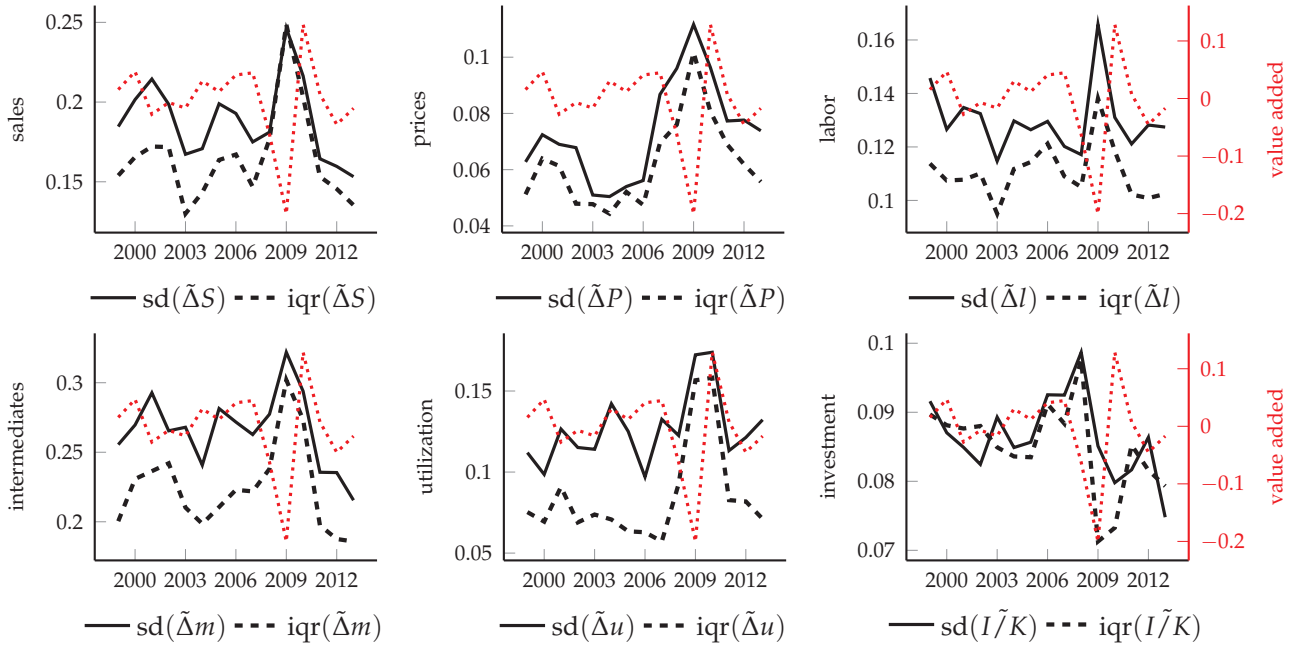 sales
0.25
0.2
0.15
2000 2003 2006 2009 2012
sd(Δ̃S) iqr(Δ̃S)
prices
0.1
0.08
0.06
0.04
2000 2003 2006 2009 2012
sd(Δ̃P) iqr(Δ̃P)
labor
0.16
0.14
0.12
0.1
2000 2003 2006 2009 2012
0.1
0
−0.1
−0.2
value added
sd(Δ̃l) iqr(Δ̃l)
intermediates
0.3
0.25
0.2
2000 2003 2006 2009 2012
sd(Δ̃m) iqr(Δ̃m)
utilization
0.15
0.1
0.05
2000 2003 2006 2009 2012
sd(Δ̃u) iqr(Δ̃u)
investment
0.1
0.09
0.08
0.07
2000 2003 2006 2009 2012
0.1
0
−0.1
−0.2
value added
sd(I/̃K) iqr(I/̃K)